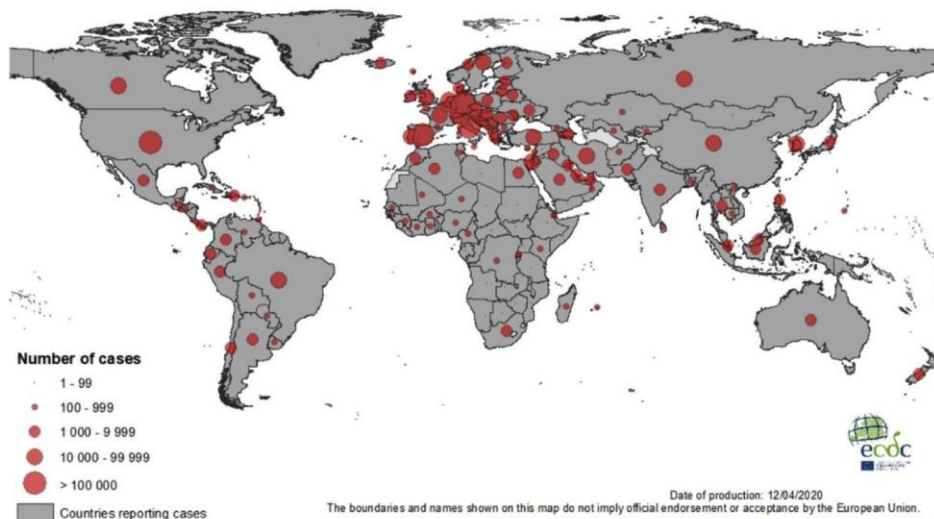 Number of cases
1 - 99
100 - 999
1 000 - 9 999
10 000 - 99 999
> 100 000
Countries reporting cases
ecdc
Date of production: 12/04/2020
The boundaries and names shown on this map do not imply official endorsement or acceptance by the European Union.